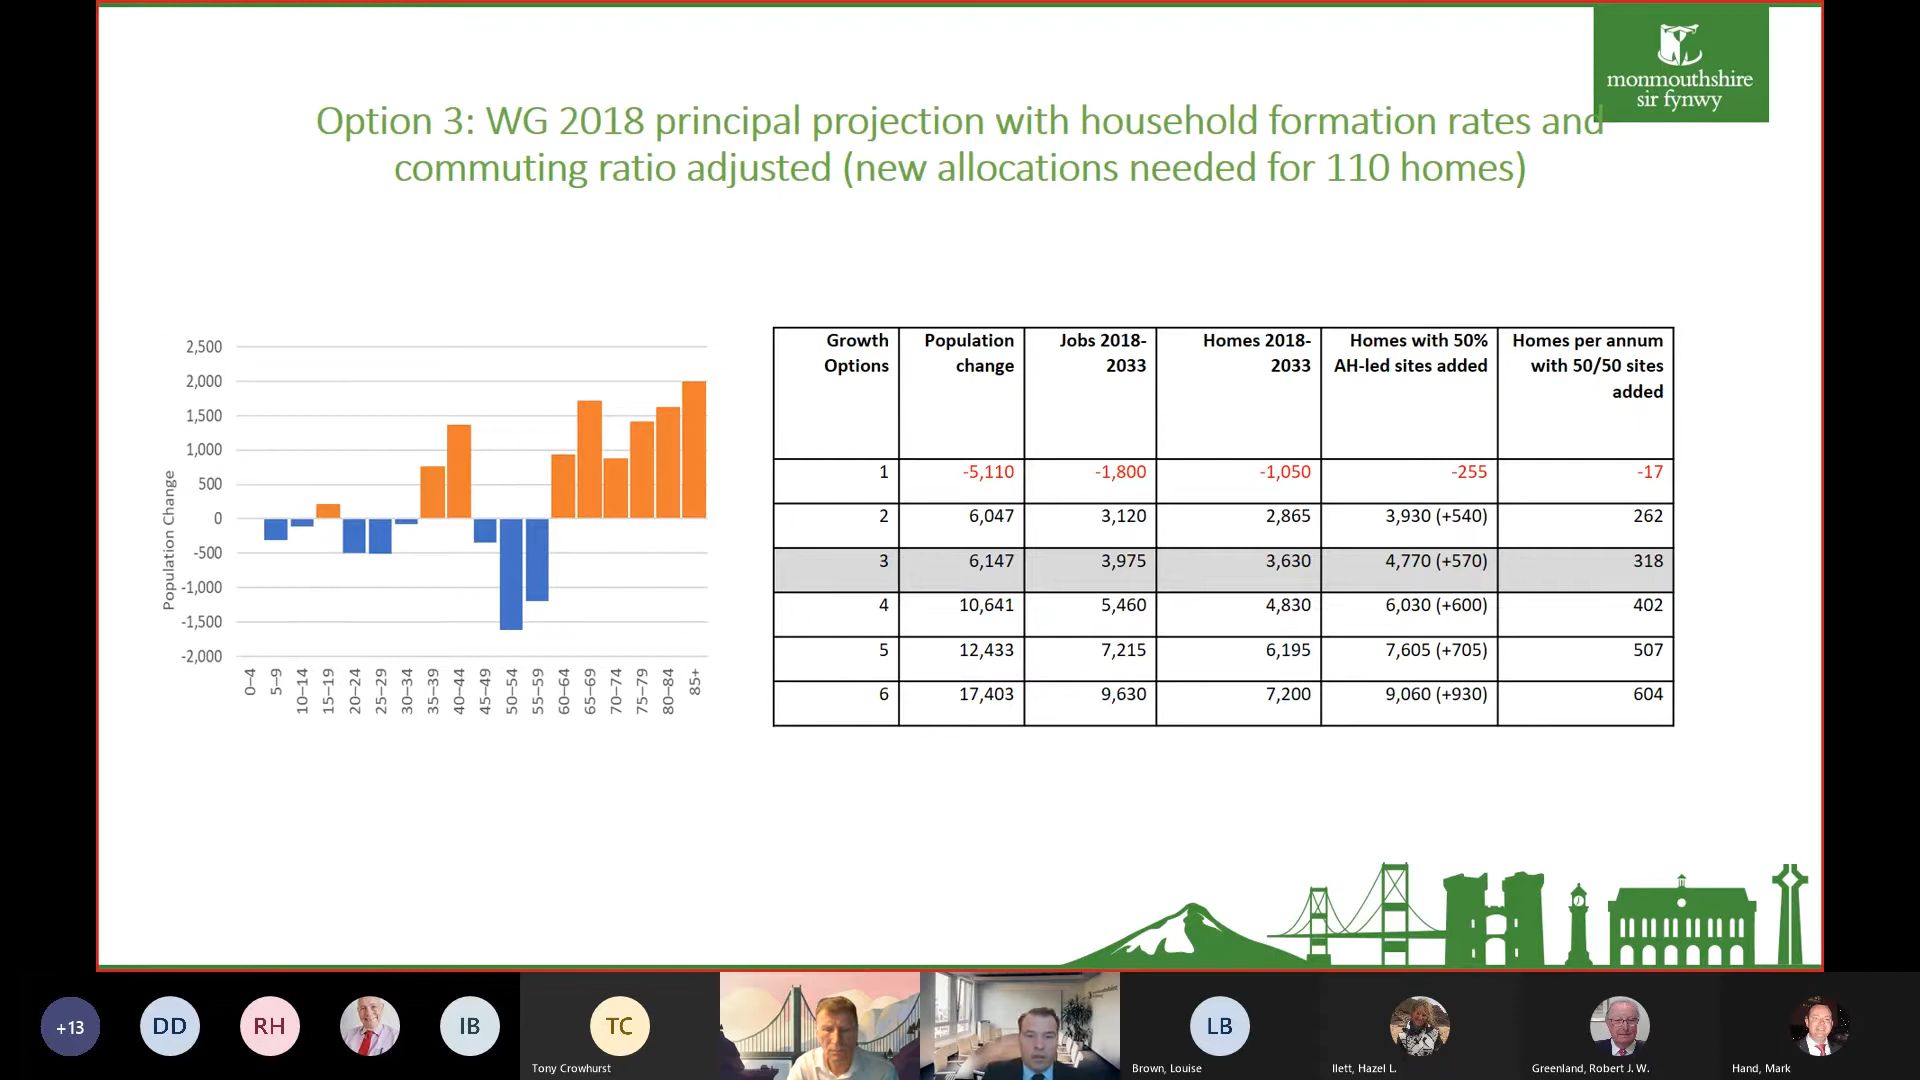 monmouthshire
sir fynwy
Option 3: WG 2018 principal projection with household formation rates and
commuting ratio adjusted (new allocations needed for 110 homes)
Population Change
2,500
2,000
1,500
1,000
500
0
-500
-1,000
-1,500
-2,000
0–4
5–9
10–14
15–19
20–24
25–29
30–34
35–39
40–44
45–49
50–54
55–59
60–64
65–69
70–74
75–79
80–84
85+
Growth Options Population change Jobs 2018-2033 Homes 2018-2033 Homes with 50% AH-led sites added Homes per annum with 50/50 sites added
1 -5,110 -1,800 -1,050 -255 -17
2 6,047 3,120 2,865 3,930 (+540) 262
3 6,147 3,975 3,630 4,770 (+570) 318
4 10,641 5,460 4,830 6,030 (+600) 402
5 12,433 7,215 6,195 7,605 (+705) 507
6 17,403 9,630 7,200 9,060 (+930) 604
+13
DD
RH
IB
TC
Tony Crowhurst
LB
Brown, Louise
Ilett, Hazel L.
Greenland, Robert J. W.
Hand, Mark